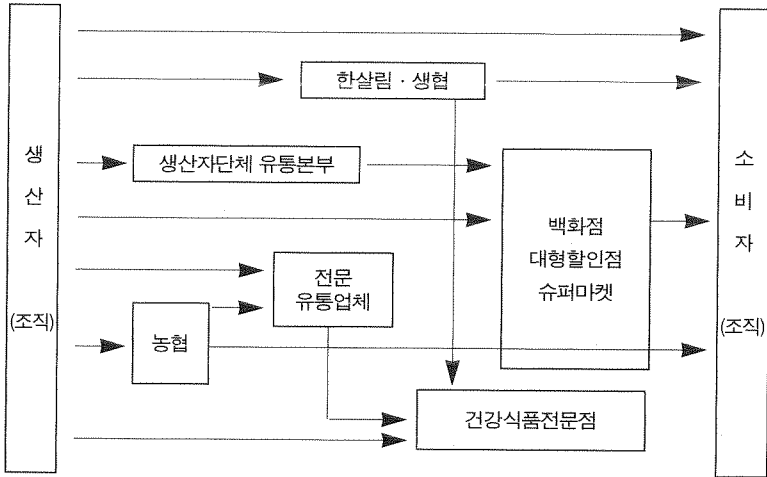 생산자
(조직)
한살림 · 생협
생산자단체 유통본부
전문
유통업체
농협
백화점
대형할인점
슈퍼마켓
건강식품전문점
소비자
(조직)